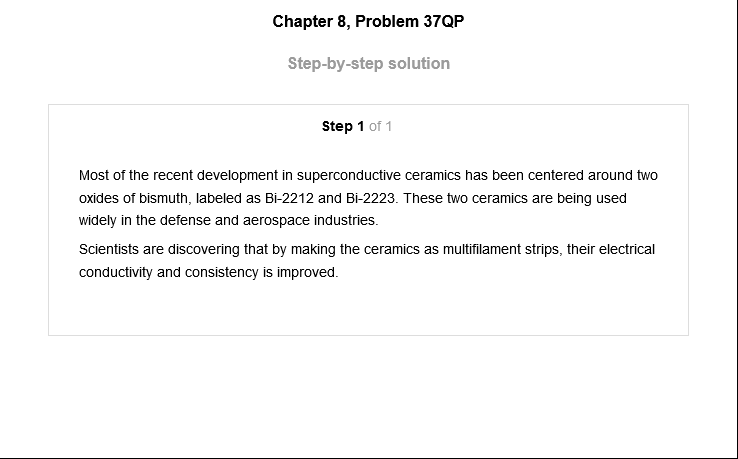 Chapter 8, Problem 37QP
Step-by-step solution
Step 1 of 1
Most of the recent development in superconductive ceramics has been centered around two
oxides of bismuth, labeled as Bi-2212 and Bi-2223. These two ceramics are being used
widely in the defense and aerospace industries.
Scientists are discovering that by making the ceramics as multifilament strips, their electrical
conductivity and consistency is improved.